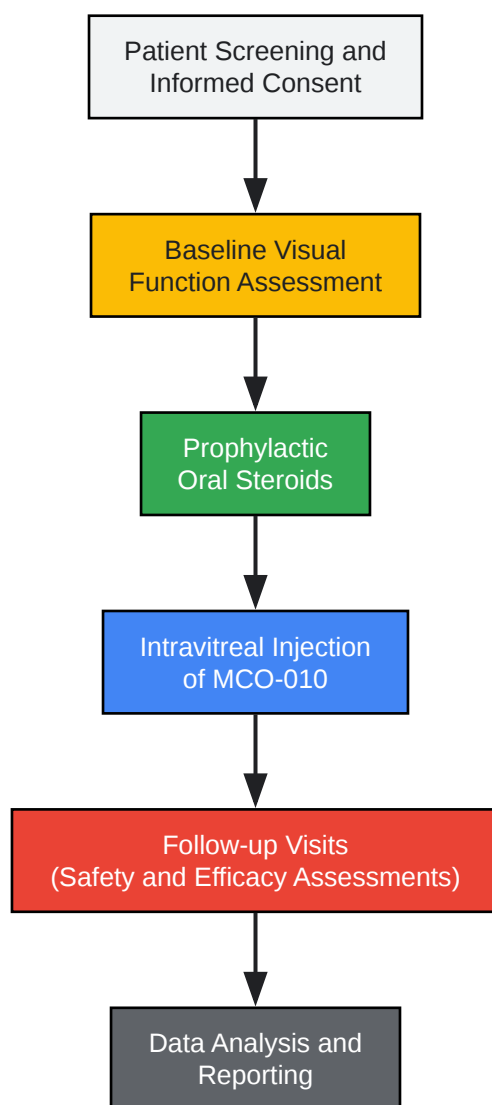 Patient Screening and
Informed Consent
Baseline Visual
Function Assessment
Prophylactic
Oral Steroids
Intravitreal Injection
of MCO-010
Follow-up Visits
(Safety and Efficacy Assessments)
Data Analysis and
Reporting